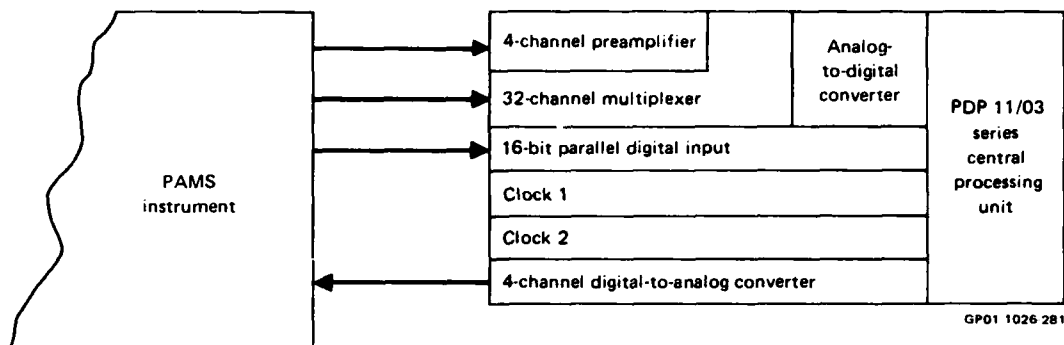 PAMS
instrument
4-channel preamplifier
32-channel multiplexer
Analog-
to-digital
converter
16-bit parallel digital input
Clock 1
Clock 2
4-channel digital-to-analog converter
PDP 11/03
series
central
processing
unit
GP01 1026 281